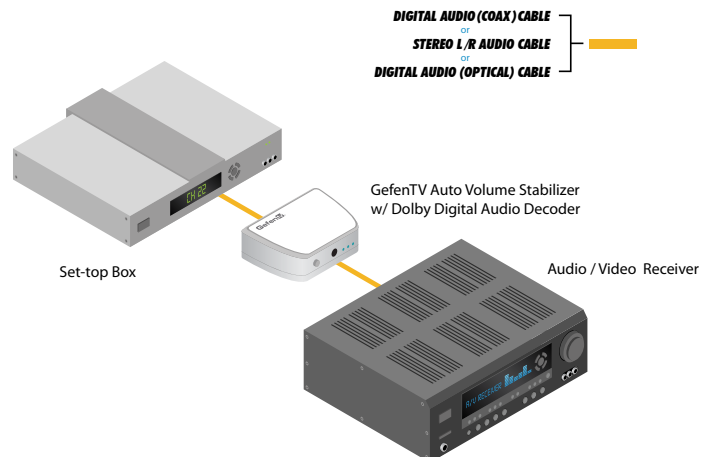 DIGITAL AUDIO (COAX) CABLE
or
STEREO L/R AUDIO CABLE
or
DIGITAL AUDIO (OPTICAL) CABLE
CH 22
GefenTV
GefenTV Auto Volume Stabilizer
w/ Dolby Digital Audio Decoder
Set-top Box
Audio / Video Receiver
A/V RECEIVER